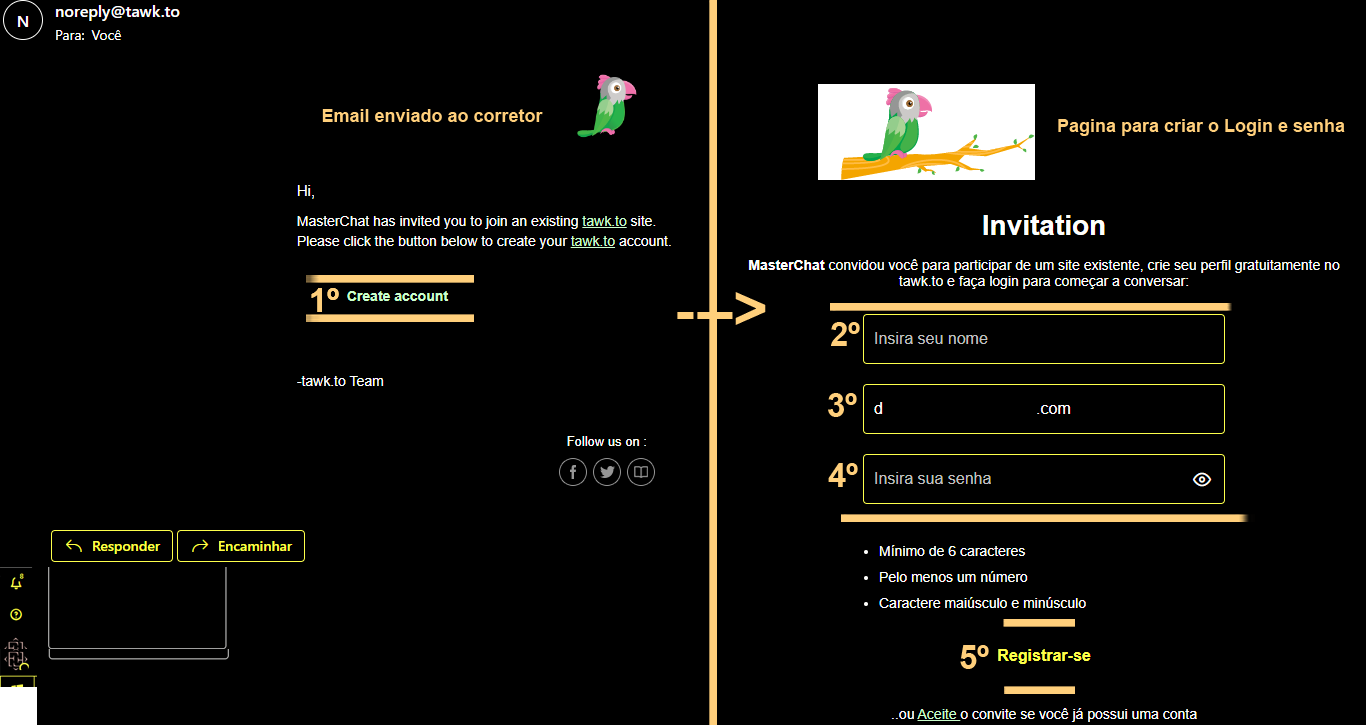 N
noreply@tawk.to
Para: Você
Email enviado ao corretor
Hi,
MasterChat has invited you to join an existing tawk.to site.
Please click the button below to create your tawk.to account.
1º Create account
-tawk.to Team
Follow us on :
Responder
Encaminhar
8
-->
Pagina para criar o Login e senha
Invitation
MasterChat convidou você para participar de um site existente, crie seu perfil gratuitamente no
tawk.to e faça login para começar a conversar:
2º Insira seu nome
3º d .com
4º Insira sua senha
• Mínimo de 6 caracteres
• Pelo menos um número
• Caractere maiúsculo e minúsculo
5º Registrar-se
..ou Aceite o convite se você já possui uma conta